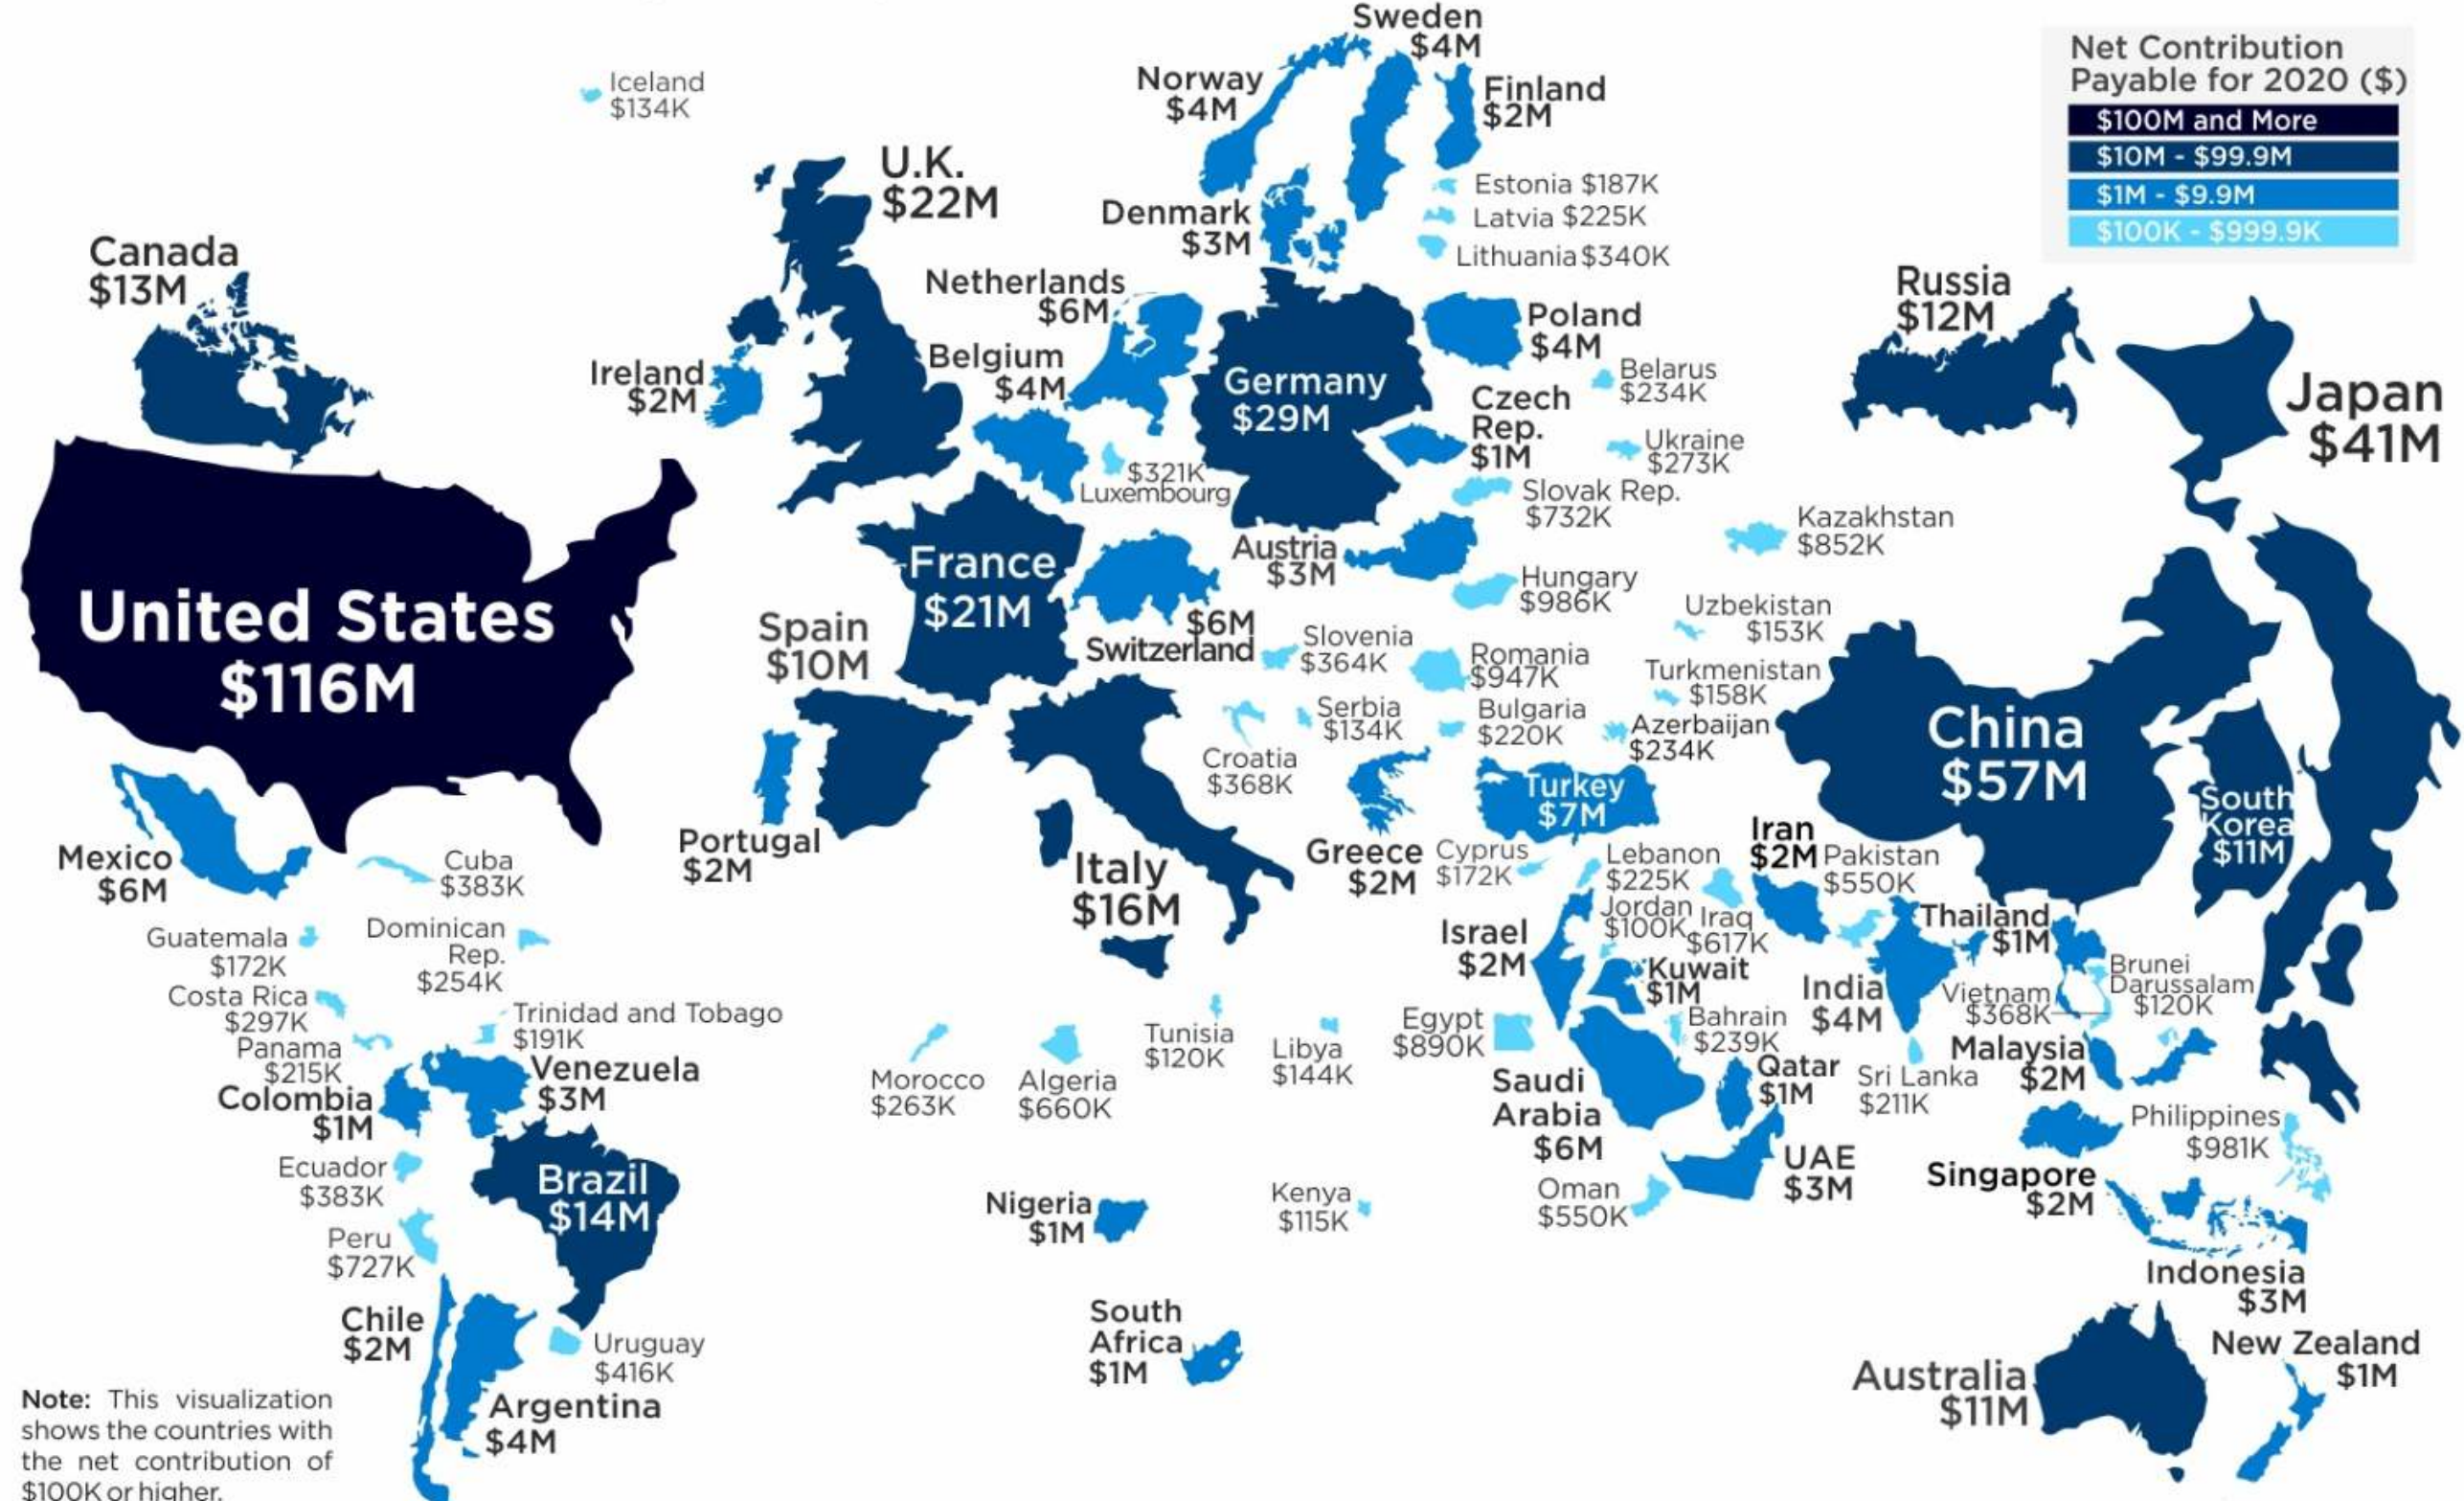 Net Contribution
Payable for 2020 ($)
$100M and More
$10M - $99.9M
$1M - $9.9M
$100K - $999.9K
Iceland
$134K
Sweden
$4M
Norway
$4M
Finland
$2M
U.K.
$22M
Estonia $187K
Latvia $225K
Lithuania $340K
Denmark
$3M
Canada
$13M
Netherlands
$6M
Russia
$12M
Poland
$4M
Ireland
$2M
Belgium
$4M
Germany
$29M
Belarus
$234K
Czech
Rep.
$1M
Japan
$41M
Ukraine
$273K
$321K
Luxembourg
Slovak Rep.
$732K
Kazakhstan
$852K
France
$21M
Austria
$3M
Hungary
$986K
United States
$116M
Spain
$10M
$6M
Switzerland
Slovenia
$364K
Romania
$947K
Uzbekistan
$153K
Turkmenistan
$158K
Croatia
$368K
Serbia
$134K
Bulgaria
$220K
Azerbaijan
$234K
China
$57M
South
Korea
$11M
Turkey
$7M
Portugal
$2M
Italy
$16M
Greece
$2M
Cyprus
$172K
Lebanon
$225K
Iran
$2M
Pakistan
$550K
Mexico
$6M
Cuba
$383K
Jordan
$100K
Iraq
$617K
Israel
$2M
Thailand
$1M
Guatemala
$172K
Dominican
Rep.
$254K
Kuwait
$1M
India
$4M
Vietnam
$368K
Brunei
Darussalam
$120K
Costa Rica
$297K
Trinidad and Tobago
$191K
Panama
$215K
Morocco
$263K
Algeria
$660K
Tunisia
$120K
Libya
$144K
Egypt
$890K
Bahrain
$239K
Saudi
Arabia
$6M
Qatar
$1M
Sri Lanka
$211K
Malaysia
$2M
Venezuela
$3M
Colombia
$1M
Philippines
$981K
Ecuador
$383K
Brazil
$14M
Nigeria
$1M
Kenya
$115K
Oman
$550K
UAE
$3M
Singapore
$2M
Peru
$727K
Indonesia
$3M
Chile
$2M
Uruguay
$416K
South
Africa
$1M
Australia
$11M
New Zealand
$1M
Argentina
$4M
Note: This visualization
shows the countries with
the net contribution of
$100K or higher.